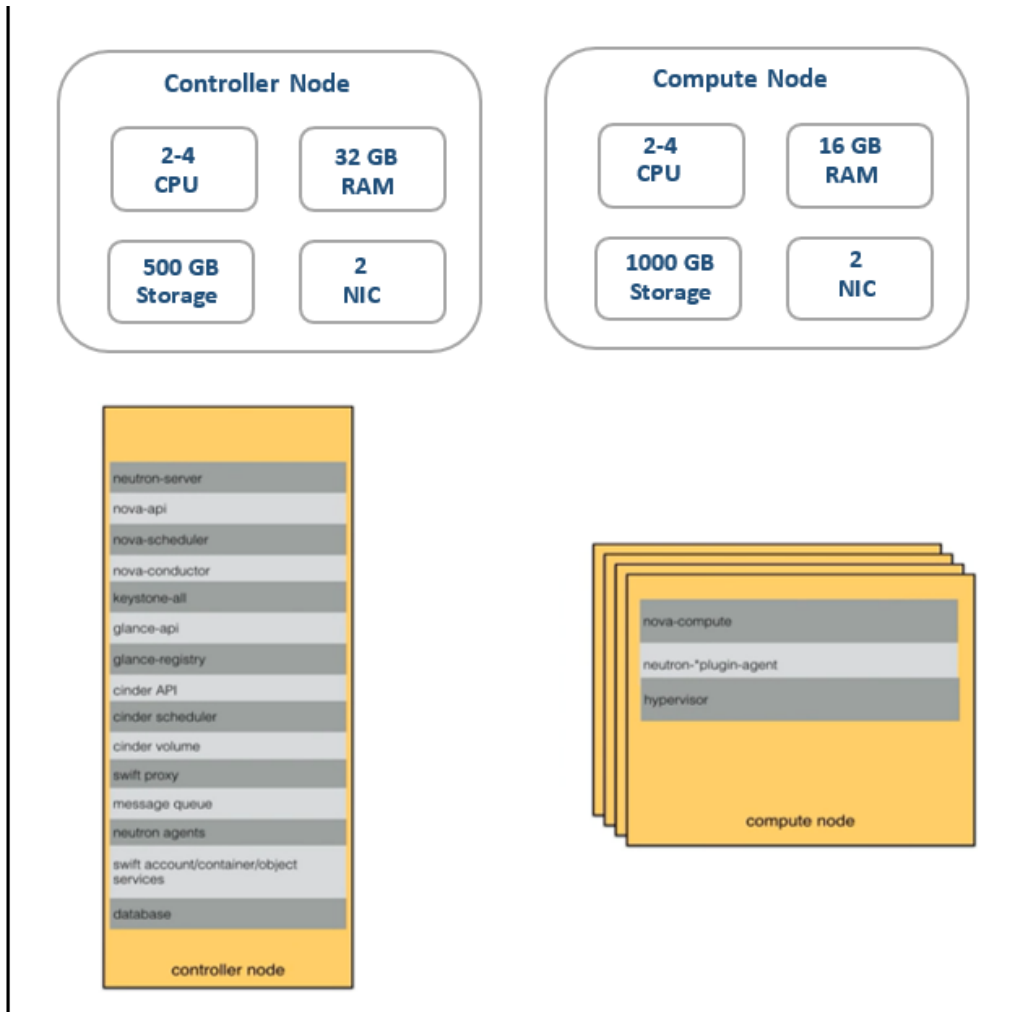 Controller Node
2-4
CPU
32 GB
RAM
500 GB
Storage
2
NIC
Compute Node
2-4
CPU
16 GB
RAM
1000 GB
Storage
2
NIC
neutron-server
nova-api
nova-scheduler
nova-conductor
keystone-all
glance-api
glance-registry
cinder API
cinder scheduler
cinder volume
swift proxy
message queue
neutron agents
swift account/container/object
services
database
controller node
nova-compute
neutron-*plugin-agent
hypervisor
compute node